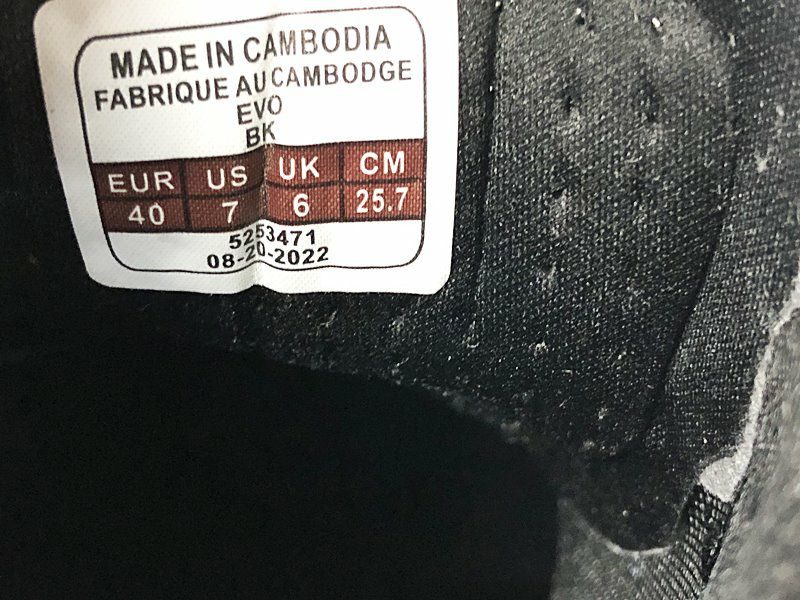 MADE IN CAMBODIA
FABRIQUE AU CAMBODGE
EVO
BK
EUR US UK CM
40 7 6 25.7
5253471
08-20-2022